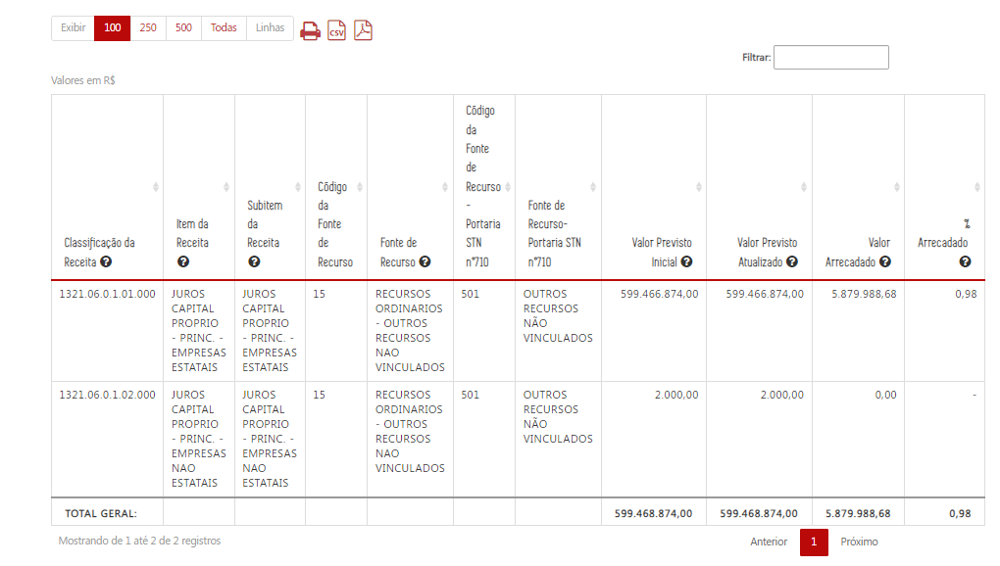 Exibir 100 250 500 Todas Linhas CSV
Filtrar:
Valores em R$
Classificação da
Receita
Item da
Receita
Subitem
da
Receita
Código
da
Fonte
de
Recurso
Fonte de
Recurso
Código
da
Fonte
de
Recurso
-
Portaria
STN
n°710
Fonte de
Recurso-
Portaria STN
n°710
Valor Previsto
Inicial
Valor Previsto
Atualizado
Valor
Arrecadado
%
Arrecadado
1321.06.0.1.01.000
JUROS
CAPITAL
PROPRIO
- PRINC. -
EMPRESAS
ESTATAIS
JUROS
CAPITAL
PROPRIO
- PRINC. -
EMPRESAS
ESTATAIS
15
RECURSOS
ORDINARIOS
- OUTROS
RECURSOS
NAO
VINCULADOS
501
OUTROS
RECURSOS
NÃO
VINCULADOS
599.466.874,00
599.466.874,00
5.879.988,68
0,98
1321.06.0.1.02.000
JUROS
CAPITAL
PROPRIO
- PRINC. -
EMPRESAS
NAO
ESTATAIS
JUROS
CAPITAL
PROPRIO
- PRINC. -
EMPRESAS
NAO
ESTATAIS
15
RECURSOS
ORDINARIOS
- OUTROS
RECURSOS
NAO
VINCULADOS
501
OUTROS
RECURSOS
NÃO
VINCULADOS
2.000,00
2.000,00
0,00
-
TOTAL GERAL: 599.468.874,00 599.468.874,00 5.879.988,68 0,98
Mostrando de 1 até 2 de 2 registros
Anterior 1 Próximo